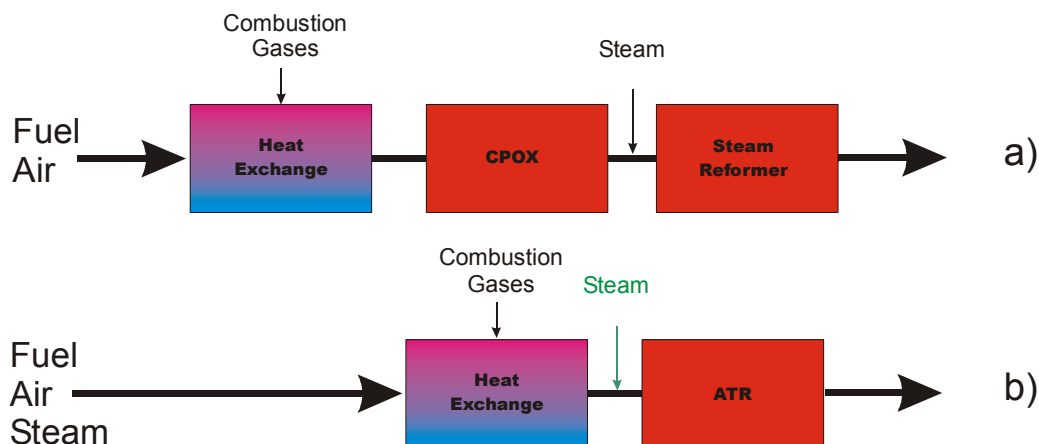 Combustion
Gases
Steam
Fuel
Air
Heat
Exchange
CPOX
Steam
Reformer
a)
Combustion
Gases
Steam
Fuel
Air
Steam
Heat
Exchange
ATR
b)